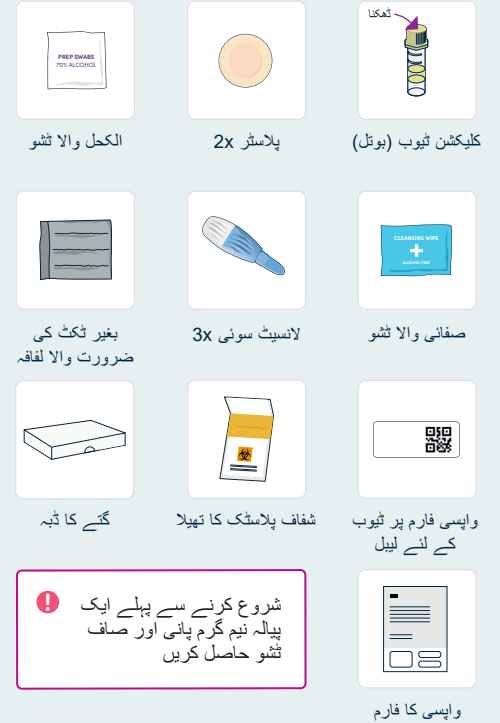 ڈھکنا
کلیکشن ٹیوب (بوتل)
پلاسٹر 2x
PREP SWABS
70% ALCOHOL
الکحل والا ٹشو
CLEANSING WIPE
ALCOHOL FREE
صفائی والا ٹشو
لانسیٹ سوئی 3x
بغیر ٹکٹ کی
ضرورت والا لفافہ
واپسی فارم پر ٹیوب
کے لئے لیبل
شفاف پلاسٹک کا تھیلا
گتے کا ڈبہ
واپسی کا فارم
شروع کرنے سے پہلے ایک
پیالہ نیم گرم پانی اور صاف
ٹشو حاصل کریں